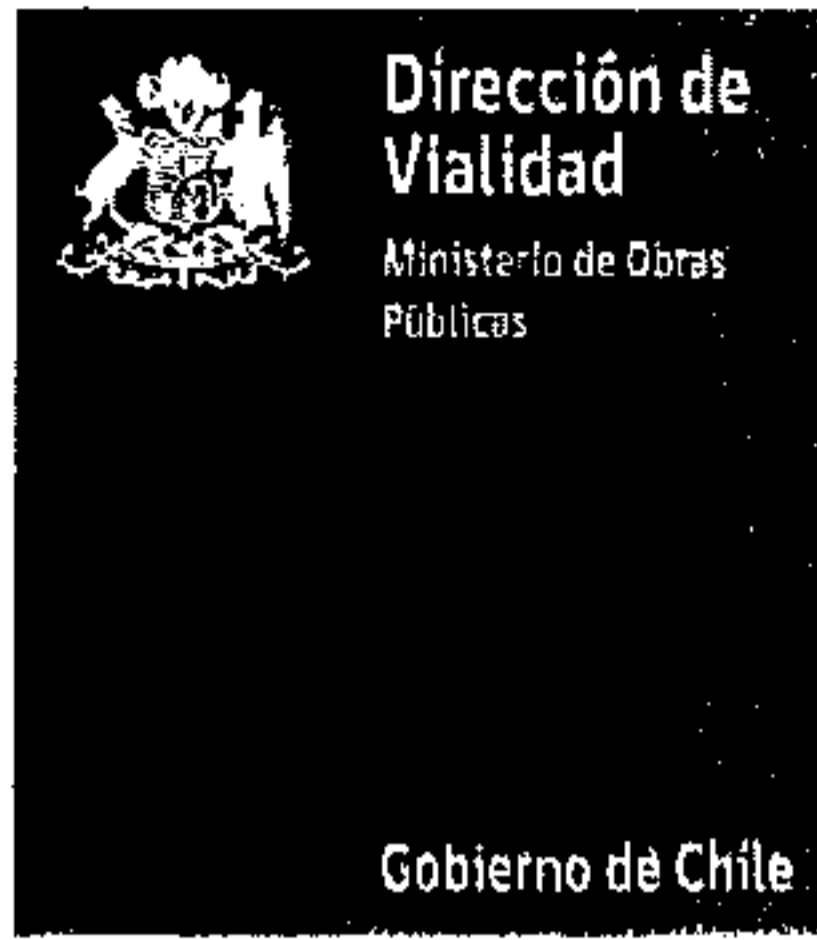 Dirección de
Vialidad
Ministerio de Obras
Públicas
Gobierno de Chile